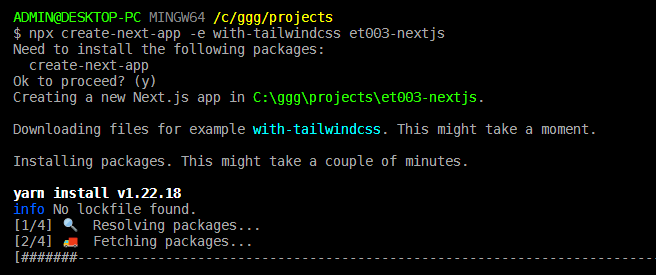 ADMIN@DESKTOP-PC MINGW64 /c/ggg/projects
$ npx create-next-app -e with-tailwindcss et003-nextjs
Need to install the following packages:
  create-next-app
Ok to proceed? (y)
Creating a new Next.js app in C:\ggg\projects\et003-nextjs.

Downloading files for example with-tailwindcss. This might take a moment.

Installing packages. This might take a couple of minutes.

yarn install v1.22.18
info No lockfile found.
[1/4] 🔍  Resolving packages...
[2/4] 🚚  Fetching packages...
[#######--------------------------------------------------------------------------